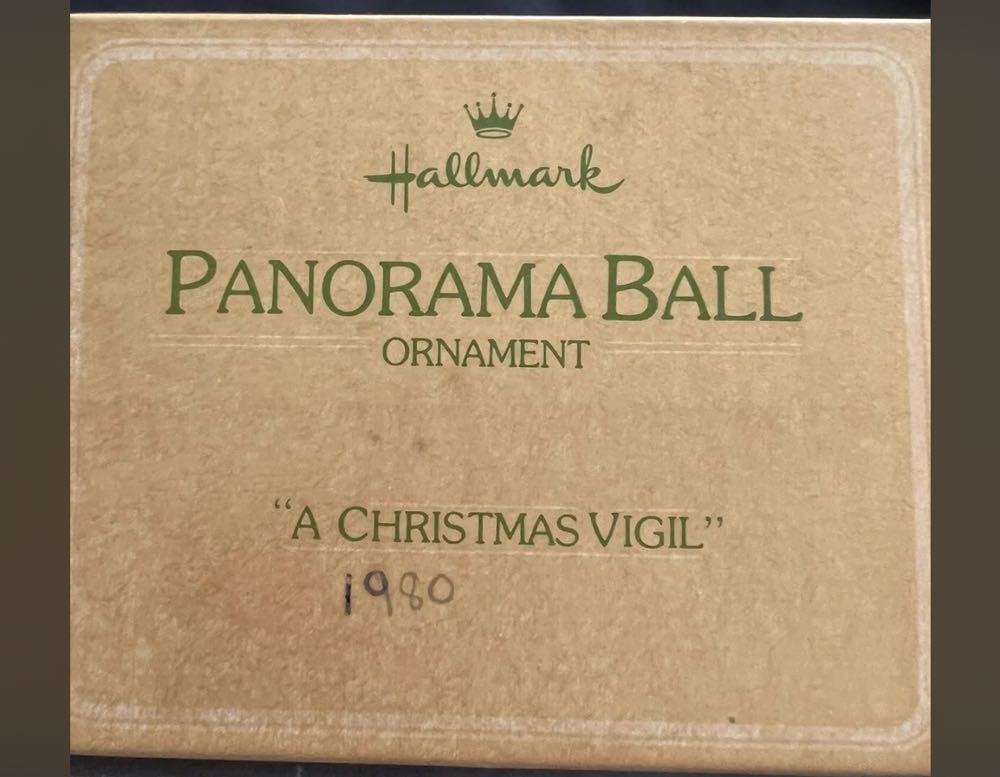 Hallmark
PANORAMA BALL
ORNAMENT
“A CHRISTMAS VIGIL”
1980